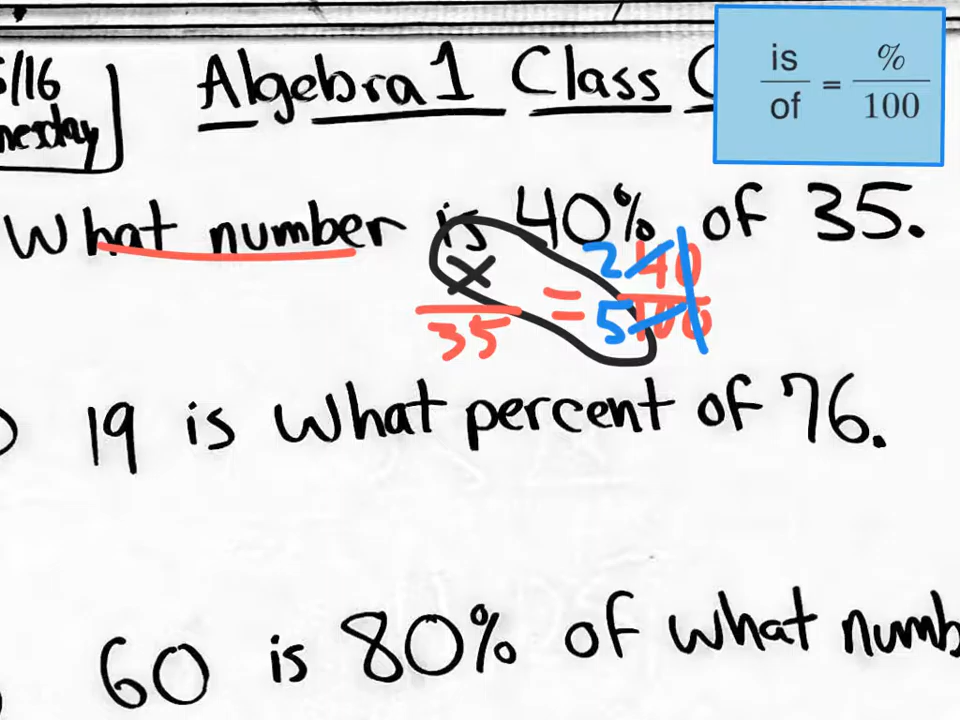 5/16
Algebra 1 Class
is % 
of = 100
What number is 40% of 35.
x 2 40
35 = 5 100
19 is what percent of 76.
60 is 80% of what numb